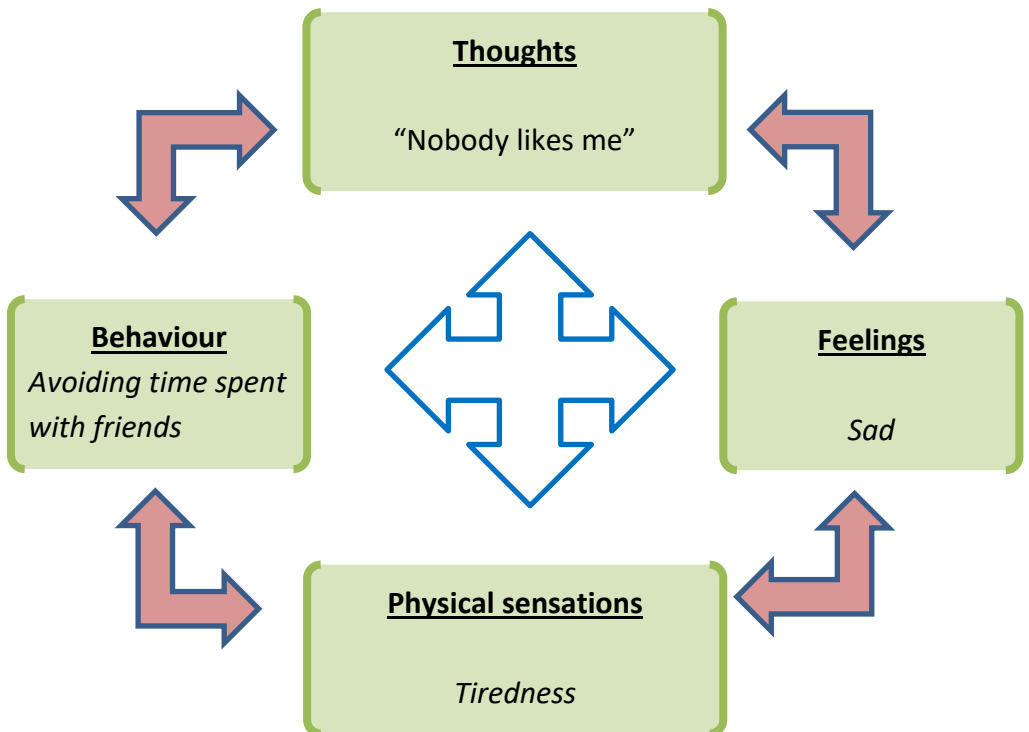 Thoughts
“Nobody likes me”
Behaviour
Avoiding time spent
with friends
Feelings
Sad
Physical sensations
Tiredness